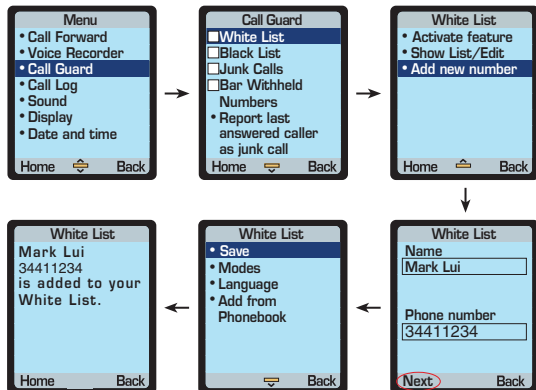 Menu
• Call Forward
• Voice Recorder
• Call Guard
• Call Log
• Sound
• Display
• Date and time
Home Back
Call Guard
White List
Black List
Junk Calls
Bar Withheld
Numbers
• Report last
answered caller
as junk call
Home Back
White List
• Activate feature
• Show List/Edit
• Add new number
Home Back
White List
Name
Mark Lui
Phone number
34411234
Next Back
White List
• Save
• Modes
• Language
• Add from
Phonebook
Back
White List
Mark Lui
34411234
is added to your
White List.
Home Back